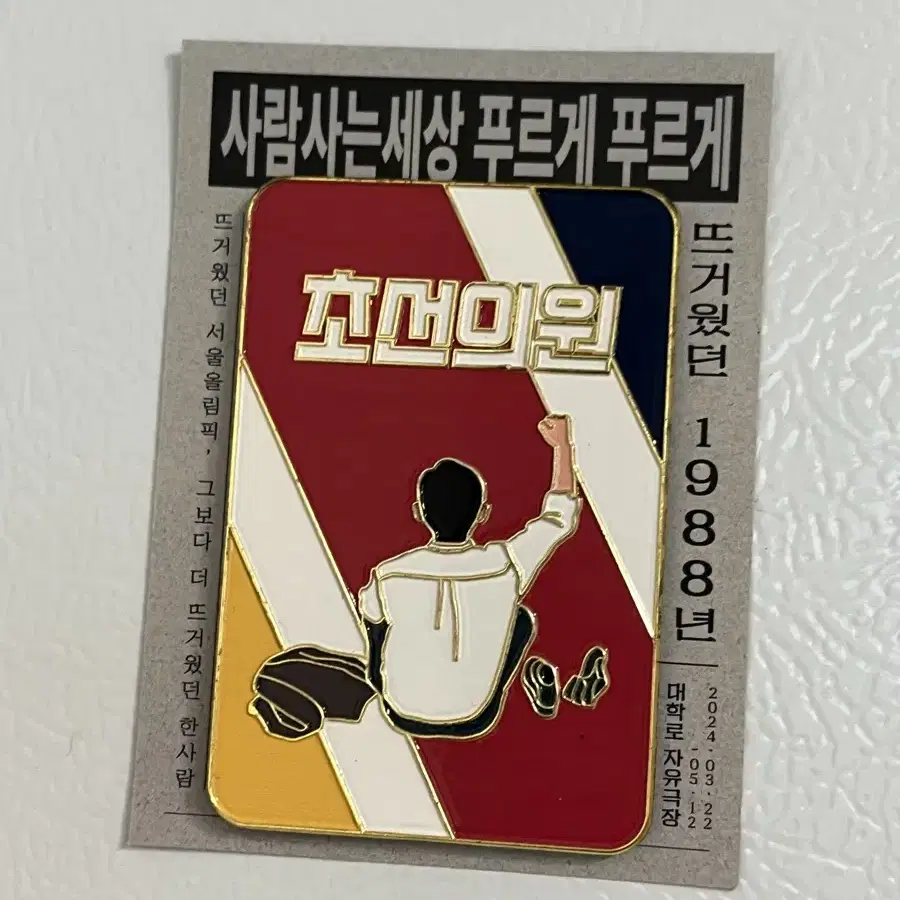 사람사는세상 푸르게 푸르게
뜨거웠던 서울올림픽, 그보다 더 뜨거웠던 한사람
초선의원
뜨거웠던 1988년
2024.03.22
-05.12
대학로 자유극장